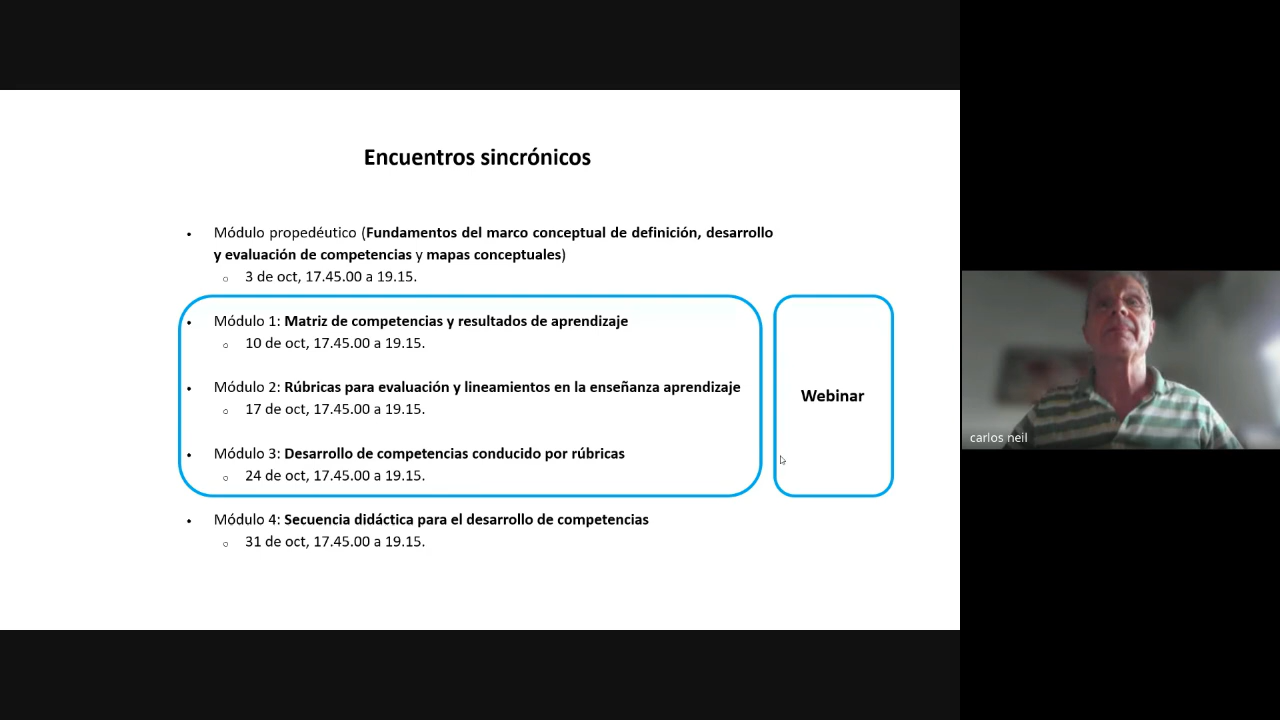 Encuentros sincrónicos
• Módulo propedéutico (Fundamentos del marco conceptual de definición, desarrollo
y evaluación de competencias y mapas conceptuales)
○ 3 de oct, 17.45.00 a 19.15.
• Módulo 1: Matriz de competencias y resultados de aprendizaje
○ 10 de oct, 17.45.00 a 19.15.
• Módulo 2: Rúbricas para evaluación y lineamientos en la enseñanza aprendizaje
○ 17 de oct, 17.45.00 a 19.15.
• Módulo 3: Desarrollo de competencias conducido por rúbricas
○ 24 de oct, 17.45.00 a 19.15.
• Módulo 4: Secuencia didáctica para el desarrollo de competencias
○ 31 de oct, 17.45.00 a 19.15.
Webinar
carlos neil